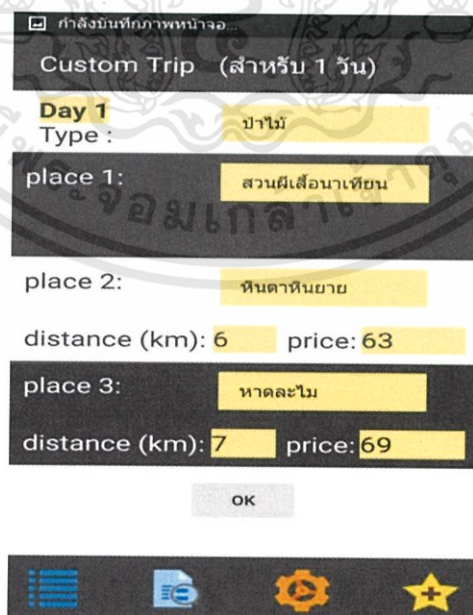 กำลังบันทึกภาพหน้าจอ...
Custom Trip (สำหรับ 1 วัน)
Day 1
Type : ป่าไม้
place 1: สวนผีเสื้อนาเทียน
place 2: หินตาหินยาย
distance (km): 6 price: 63
place 3: หาดละไม
distance (km): 7 price: 69
OK